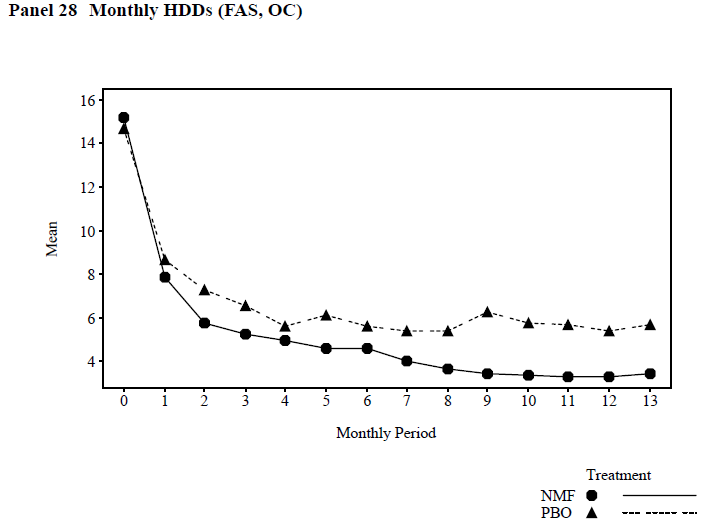 Panel 28 Monthly HDDs (FAS, OC)
16
14
12
10
8
6
4
Mean
0 1 2 3 4 5 6 7 8 9 10 11 12 13
Monthly Period
Treatment
NMF
PBO